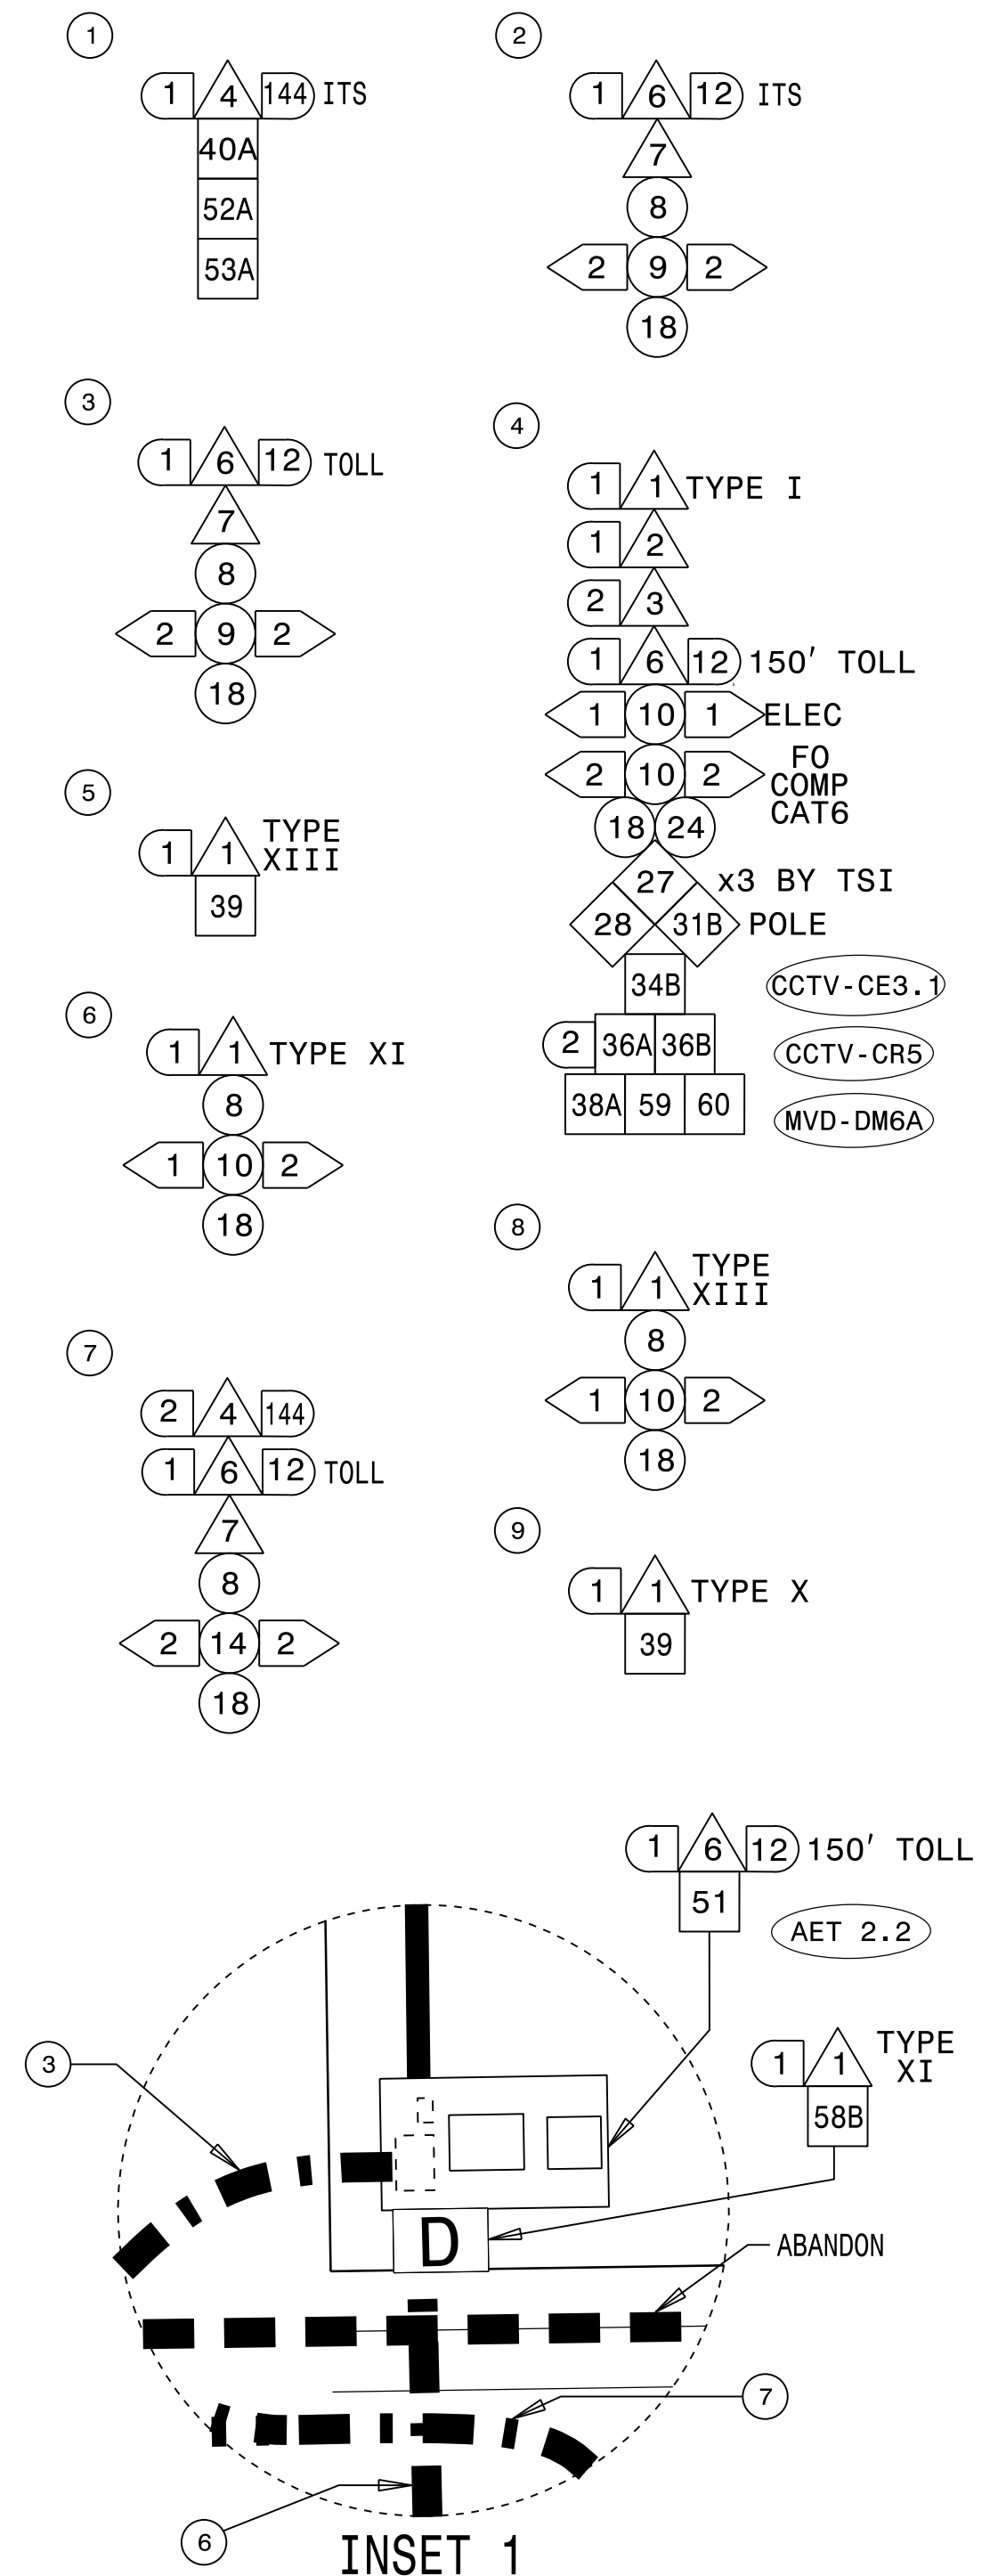 1
1 4 144 ITS
40A
52A
53A
2
1 6 12 ITS
7
8
2 9 2
18
3
1 6 12 TOLL
7
8
2 9 2
18
4
1 1 TYPE I
1 2
2 3
1 6 12 150' TOLL
1 10 1 ELEC
2 10 2 FO
COMP
CAT6
18 24
27 x3 BY TSI
28 31B POLE
34B CCTV-CE3.1
2 36A 36B CCTV-CR5
38A 59 60 MVD-DM6A
5
1 1 TYPE
XIII
39
6
1 1 TYPE XI
8
1 10 2
18
7
2 4 144
1 6 12 TOLL
7
8
2 14 2
18
8
1 1 TYPE
XIII
8
1 10 2
18
9
1 1 TYPE X
39
1 6 12 150' TOLL
51
AET 2.2
3
1 1 TYPE
XI
58B
D
ABANDON
7
6
INSET 1